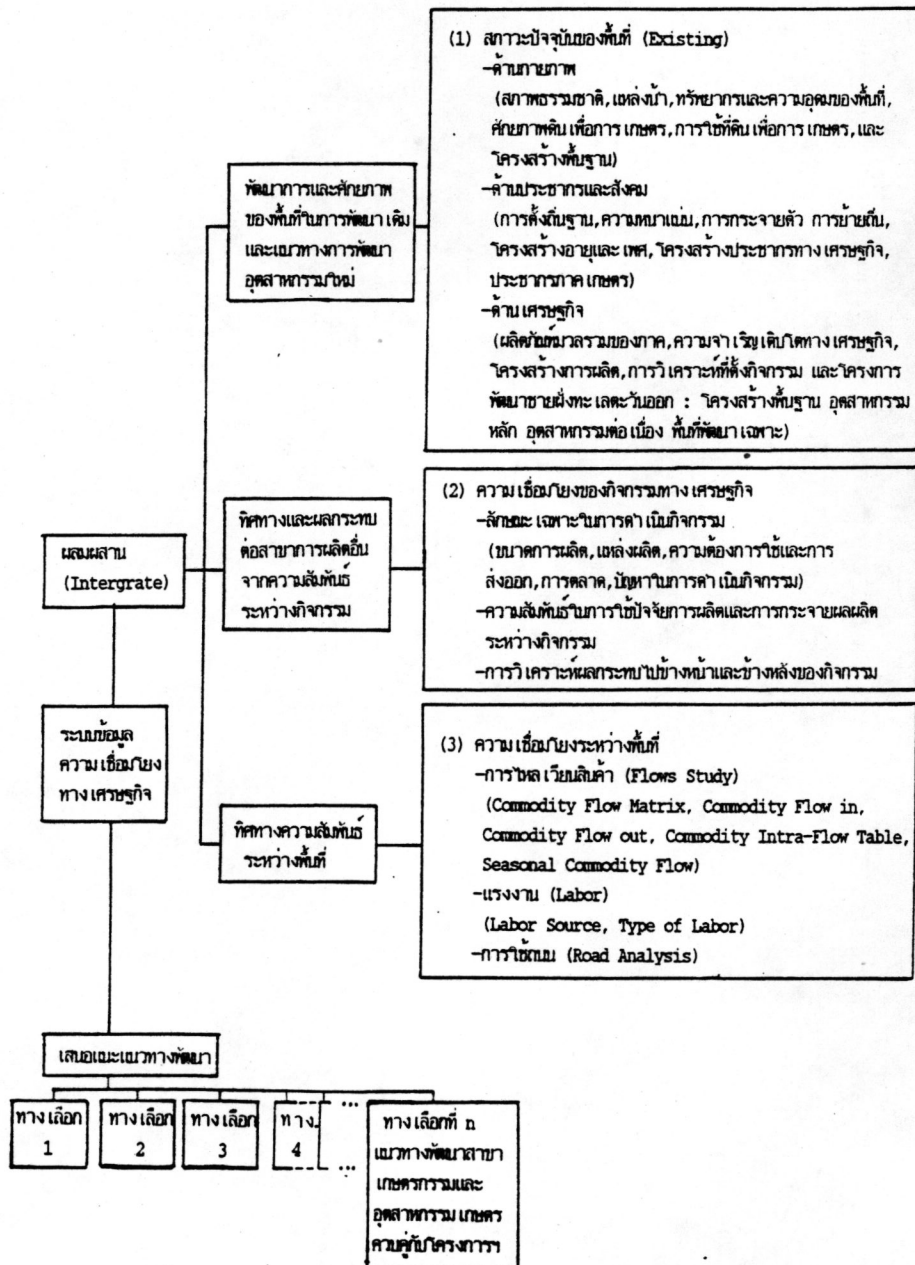 (1) สภาวะปัจจุบันของพื้นที่ (Existing)
-ด้านกายภาพ
(สภาพธรรมชาติ,แหล่งน้ำ,ทรัพยากรและความอุดมของพื้นที่,
ศักยภาพดินเพื่อการเกษตร,การใช้ที่ดินเพื่อการเกษตร,และ
โครงสร้างพื้นฐาน)
-ด้านประชากรและสังคม
(การตั้งถิ่นฐาน,ความหนาแน่น,การกระจายตัว การย้ายถิ่น,
โครงสร้างอายุและเพศ,โครงสร้างประชากรทางเศรษฐกิจ,
ประชากรภาคเกษตร)
-ด้านเศรษฐกิจ
(ผลิตภัณฑ์มวลรวมของภาค,ความจำเริญเติบโตทางเศรษฐกิจ,
โครงสร้างการผลิต,การวิเคราะห์ที่ตั้งกิจกรรม และโครงการ
พัฒนาชายฝั่งทะเลตะวันออก : โครงสร้างพื้นฐาน อุตสาหกรรม
หลัก อุตสาหกรรมต่อเนื่อง พื้นที่พัฒนาเฉพาะ)
พัฒนาการและศักยภาพ
ของพื้นที่ในการพัฒนาเดิม
และแนวทางการพัฒนา
อุตสาหกรรมใหม่
(2) ความเชื่อมโยงของกิจกรรมทางเศรษฐกิจ
-ลักษณะเฉพาะในการดำเนินกิจกรรม
(ขนาดการผลิต,แหล่งผลิต,ความต้องการใช้และการ
ส่งออก,การตลาด,ปัญหาในการดำเนินกิจกรรม)
-ความสัมพันธ์ในการใช้ปัจจัยการผลิตและการกระจายผลผลิต
ระหว่างกิจกรรม
-การวิเคราะห์ผลกระทบไปข้างหน้าและข้างหลังของกิจกรรม
ทิศทางและผลกระทบ
ต่อสาขาการผลิตอื่น
จากความสัมพันธ์
ระหว่างกิจกรรม
ผสมผสาน
(Intergrate)
ระบบข้อมูล
ความเชื่อมโยง
ทางเศรษฐกิจ
(3) ความเชื่อมโยงระหว่างพื้นที่
-การไหลเวียนสินค้า (Flows Study)
(Commodity Flow Matrix, Commodity Flow in,
Commodity Flow out, Commodity Intra-Flow Table,
Seasonal Commodity Flow)
-แรงงาน (Labor)
(Labor Source, Type of Labor)
-การใช้ถนน (Road Analysis)
ทิศทางความสัมพันธ์
ระหว่างพื้นที่
เสนอแนะแนวทางพัฒนา
ทางเลือก
1
ทางเลือก
2
ทางเลือก
3
ทาง.
4
...
...
ทางเลือกที่ n
แนวทางพัฒนาสาขา
เกษตรกรรมและ
อุตสาหกรรมเกษตร
ควบคู่กับโครงการฯ